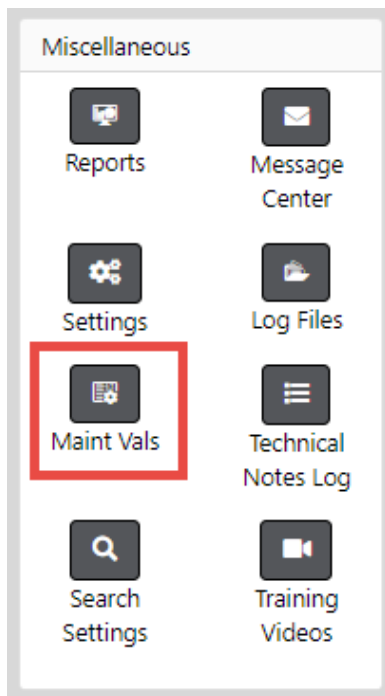 Miscellaneous
Reports
Message
Center
Settings
Log Files
Maint Vals
Technical
Notes Log
Search
Settings
Training
Videos